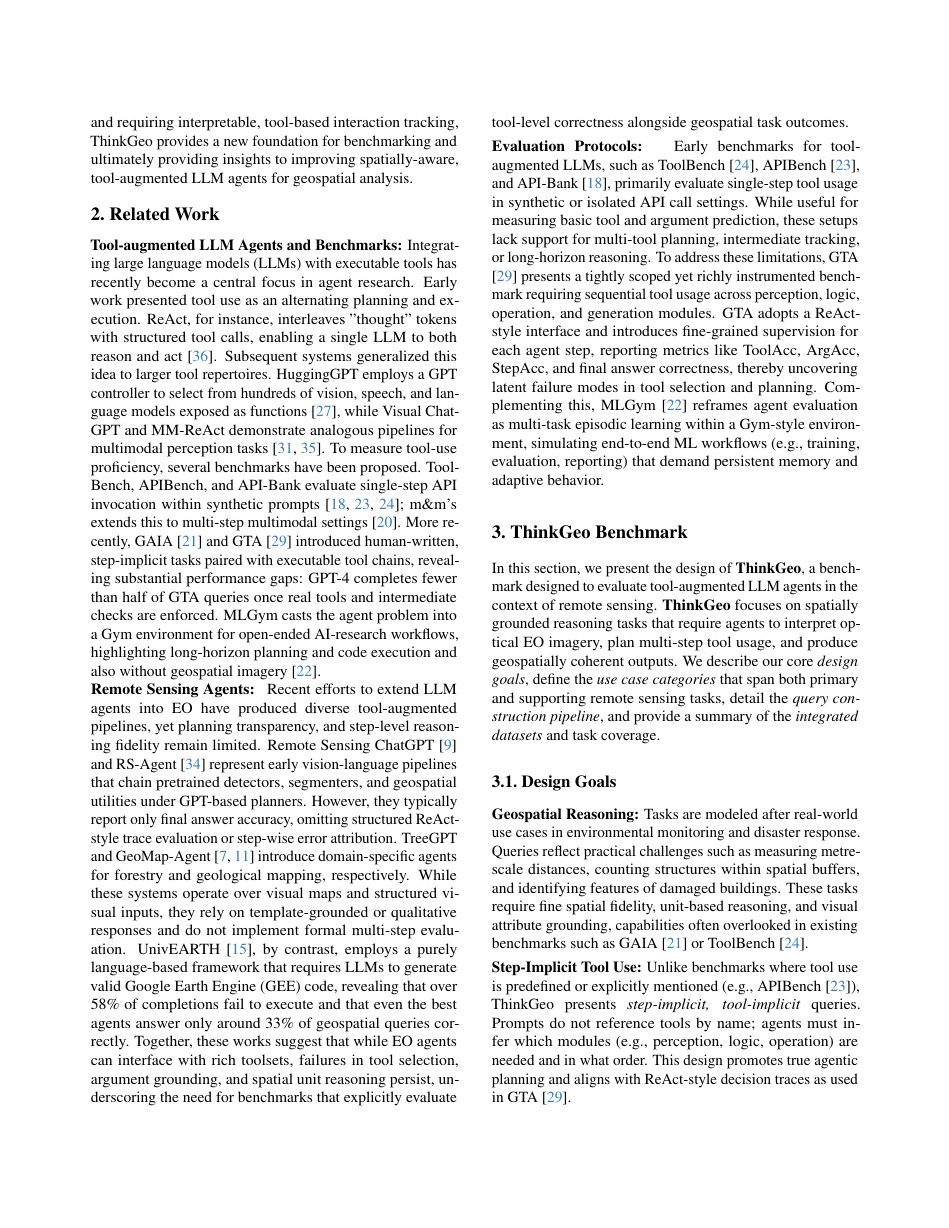 and requiring interpretable, tool-based interaction tracking,
ThinkGeo provides a new foundation for benchmarking and
ultimately providing insights to improving spatially-aware,
tool-augmented LLM agents for geospatial analysis.
2. Related Work
Tool-augmented LLM Agents and Benchmarks: Integrat-
ing large language models (LLMs) with executable tools has
recently become a central focus in agent research. Early
work presented tool use as an alternating planning and ex-
ecution. ReAct, for instance, interleaves ”thought” tokens
with structured tool calls, enabling a single LLM to both
reason and act [36]. Subsequent systems generalized this
idea to larger tool repertoires. HuggingGPT employs a GPT
controller to select from hundreds of vision, speech, and lan-
guage models exposed as functions [27], while Visual Chat-
GPT and MM-ReAct demonstrate analogous pipelines for
multimodal perception tasks [31, 35]. To measure tool-use
proficiency, several benchmarks have been proposed. Tool-
Bench, APIBench, and API-Bank evaluate single-step API
invocation within synthetic prompts [18, 23, 24]; m&m’s
extends this to multi-step multimodal settings [20]. More re-
cently, GAIA [21] and GTA [29] introduced human-written,
step-implicit tasks paired with executable tool chains, reveal-
ing substantial performance gaps: GPT-4 completes fewer
than half of GTA queries once real tools and intermediate
checks are enforced. MLGym casts the agent problem into
a Gym environment for open-ended AI-research workflows,
highlighting long-horizon planning and code execution and
also without geospatial imagery [22].
Remote Sensing Agents: Recent efforts to extend LLM
agents into EO have produced diverse tool-augmented
pipelines, yet planning transparency, and step-level reason-
ing fidelity remain limited. Remote Sensing ChatGPT [9]
and RS-Agent [34] represent early vision-language pipelines
that chain pretrained detectors, segmenters, and geospatial
utilities under GPT-based planners. However, they typically
report only final answer accuracy, omitting structured ReAct-
style trace evaluation or step-wise error attribution. TreeGPT
and GeoMap-Agent [7, 11] introduce domain-specific agents
for forestry and geological mapping, respectively. While
these systems operate over visual maps and structured vi-
sual inputs, they rely on template-grounded or qualitative
responses and do not implement formal multi-step evalu-
ation. UnivEARTH [15], by contrast, employs a purely
language-based framework that requires LLMs to generate
valid Google Earth Engine (GEE) code, revealing that over
58% of completions fail to execute and that even the best
agents answer only around 33% of geospatial queries cor-
rectly. Together, these works suggest that while EO agents
can interface with rich toolsets, failures in tool selection,
argument grounding, and spatial unit reasoning persist, un-
derscoring the need for benchmarks that explicitly evaluate
tool-level correctness alongside geospatial task outcomes.
Evaluation Protocols: Early benchmarks for tool-
augmented LLMs, such as ToolBench [24], APIBench [23],
and API-Bank [18], primarily evaluate single-step tool usage
in synthetic or isolated API call settings. While useful for
measuring basic tool and argument prediction, these setups
lack support for multi-tool planning, intermediate tracking,
or long-horizon reasoning. To address these limitations, GTA
[29] presents a tightly scoped yet richly instrumented bench-
mark requiring sequential tool usage across perception, logic,
operation, and generation modules. GTA adopts a ReAct-
style interface and introduces fine-grained supervision for
each agent step, reporting metrics like ToolAcc, ArgAcc,
StepAcc, and final answer correctness, thereby uncovering
latent failure modes in tool selection and planning. Com-
plementing this, MLGym [22] reframes agent evaluation
as multi-task episodic learning within a Gym-style environ-
ment, simulating end-to-end ML workflows (e.g., training,
evaluation, reporting) that demand persistent memory and
adaptive behavior.
3. ThinkGeo Benchmark
In this section, we present the design of ThinkGeo, a bench-
mark designed to evaluate tool-augmented LLM agents in the
context of remote sensing. ThinkGeo focuses on spatially
grounded reasoning tasks that require agents to interpret op-
tical EO imagery, plan multi-step tool usage, and produce
geospatially coherent outputs. We describe our core design
goals, define the use case categories that span both primary
and supporting remote sensing tasks, detail the query con-
struction pipeline, and provide a summary of the integrated
datasets and task coverage.
3.1. Design Goals
Geospatial Reasoning: Tasks are modeled after real-world
use cases in environmental monitoring and disaster response.
Queries reflect practical challenges such as measuring metre-
scale distances, counting structures within spatial buffers,
and identifying features of damaged buildings. These tasks
require fine spatial fidelity, unit-based reasoning, and visual
attribute grounding, capabilities often overlooked in existing
benchmarks such as GAIA [21] or ToolBench [24].
Step-Implicit Tool Use: Unlike benchmarks where tool use
is predefined or explicitly mentioned (e.g., APIBench [23]),
ThinkGeo presents step-implicit, tool-implicit queries.
Prompts do not reference tools by name; agents must in-
fer which modules (e.g., perception, logic, operation) are
needed and in what order. This design promotes true agentic
planning and aligns with ReAct-style decision traces as used
in GTA [29].